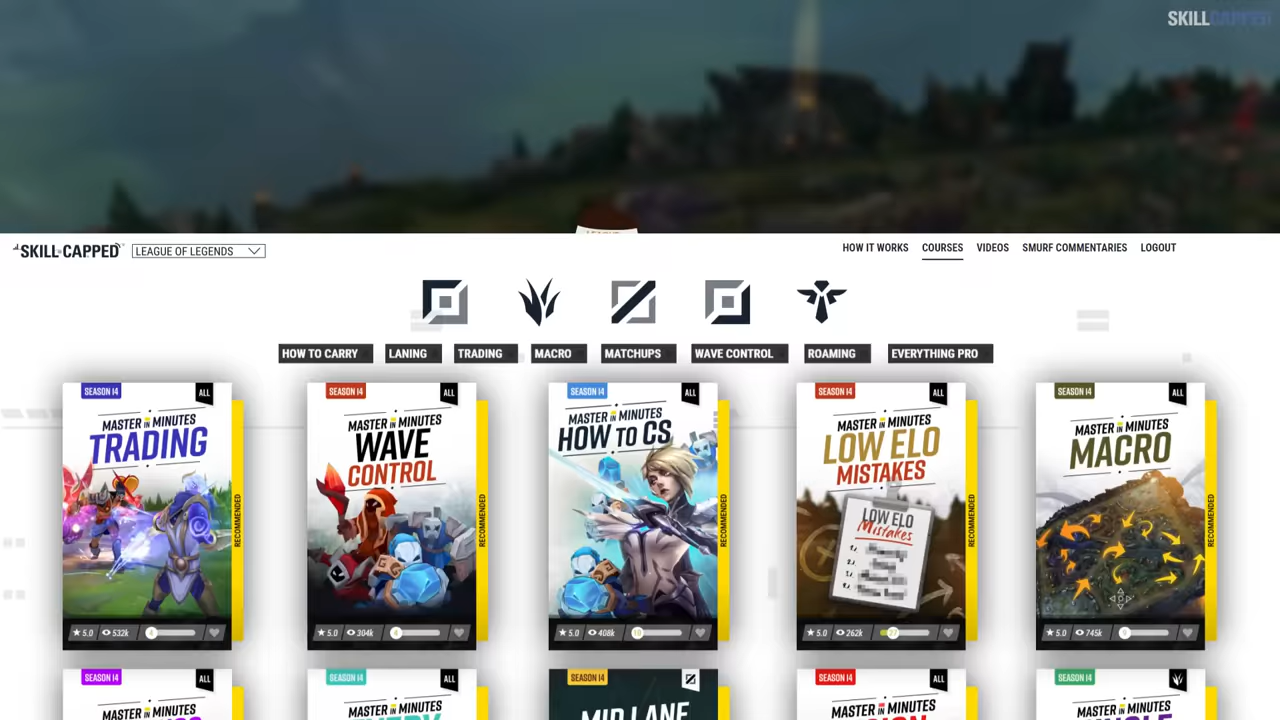 SKILLCAPPED
SKILL-CAPPED
LEAGUE OF LEGENDS
HOW IT WORKS
COURSES
VIDEOS
SMURF COMMENTARIES
LOGOUT
HOW TO CARRY
LANING
TRADING
MACRO
MATCHUPS
WAVE CONTROL
ROAMING
EVERYTHING PRO
SEASON 14
ALL
MASTER IN MINUTES
TRADING
RECOMMENDED
5.0
532k
4
SEASON 14
ALL
MASTER IN MINUTES
WAVE
CONTROL
RECOMMENDED
5.0
304k
SEASON 14
ALL
MASTER IN MINUTES
HOW TO CS
RECOMMENDED
5.0
408k
10
SEASON 14
ALL
MASTER IN MINUTES
LOW ELO
MISTAKES
LOW ELO
Mistakes
RECOMMENDED
5.0
262k
SEASON 14
ALL
MASTER IN MINUTES
MACRO
RECOMMENDED
5.0
745k
SEASON 14
ALL
MASTER IN MINUTES
SEASON 14
ALL
MASTER IN MINUTES
SEASON 14
MID LANE
SEASON 14
ALL
MASTER IN MINUTES
SEASON 14
MASTER IN MINUTES